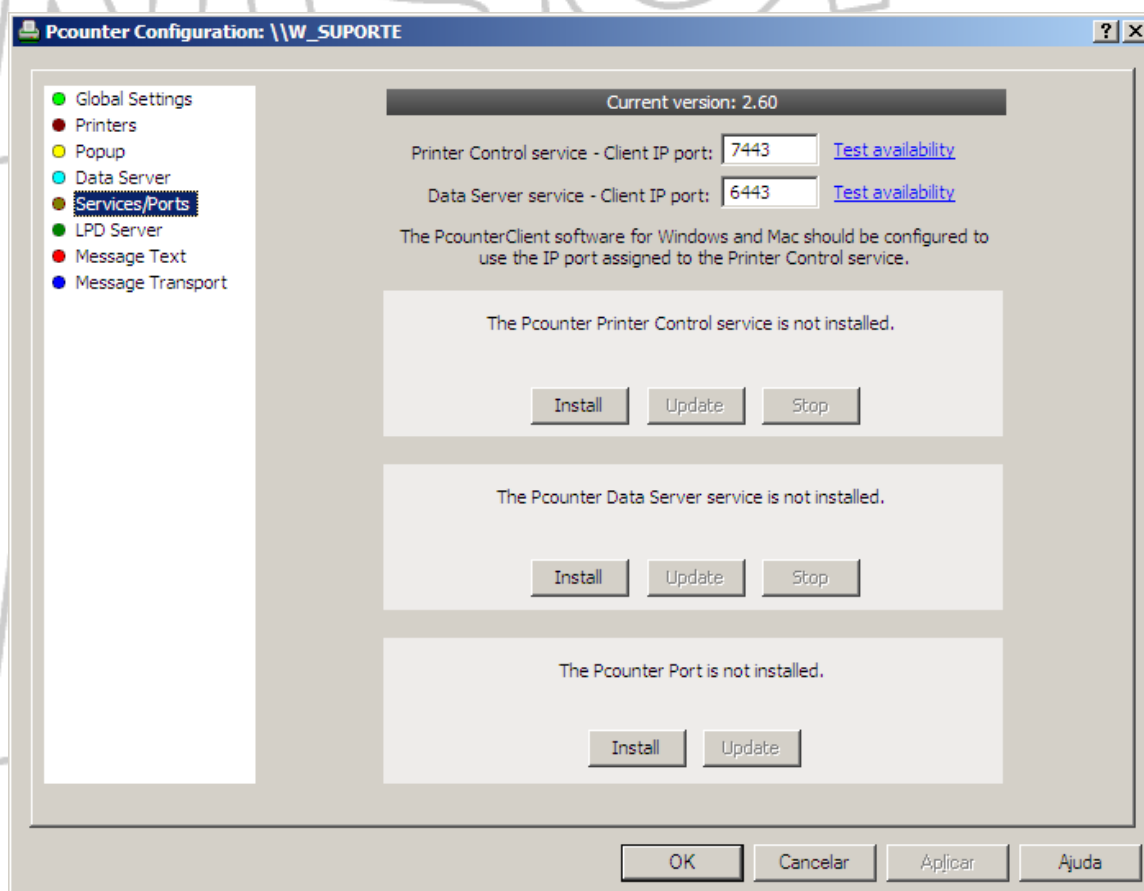 Pcounter Configuration: \\W_SUPORTE
Global Settings
Printers
Popup
Data Server
Services/Ports
LPD Server
Message Text
Message Transport
Current version: 2.60
Printer Control service - Client IP port: 7443 Test availability
Data Server service - Client IP port: 6443 Test availability
The PcounterClient software for Windows and Mac should be configured to
use the IP port assigned to the Printer Control service.
The Pcounter Printer Control service is not installed.
Install Update Stop
The Pcounter Data Server service is not installed.
Install Update Stop
The Pcounter Port is not installed.
Install Update
OK Cancelar Aplicar Ajuda